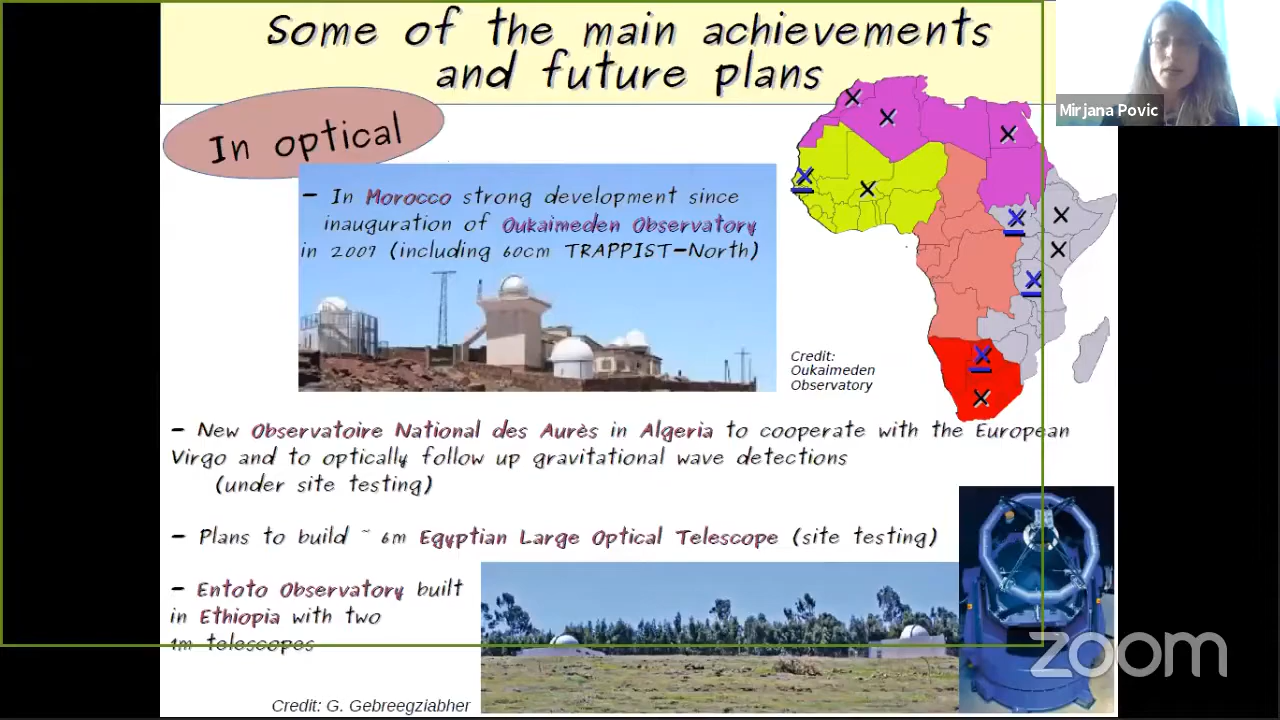 Some of the main achievements
and future plans
Mirjana Povic
In optical
- In Morocco strong development since
inauguration of Oukaimeden Observatory
in 2007 (including 60cm TRAPPIST-North)
Credit:
Oukaimeden
Observatory
- New Observatoire National des Aurès in Algeria to cooperate with the European
Virgo and to optically follow up gravitational wave detections
(under site testing)
- Plans to build ~ 6m Egyptian Large Optical Telescope (site testing)
- Entoto Observatory built
in Ethiopia with two
1m telescopes
Credit: G. Gebreegziabher
zoom